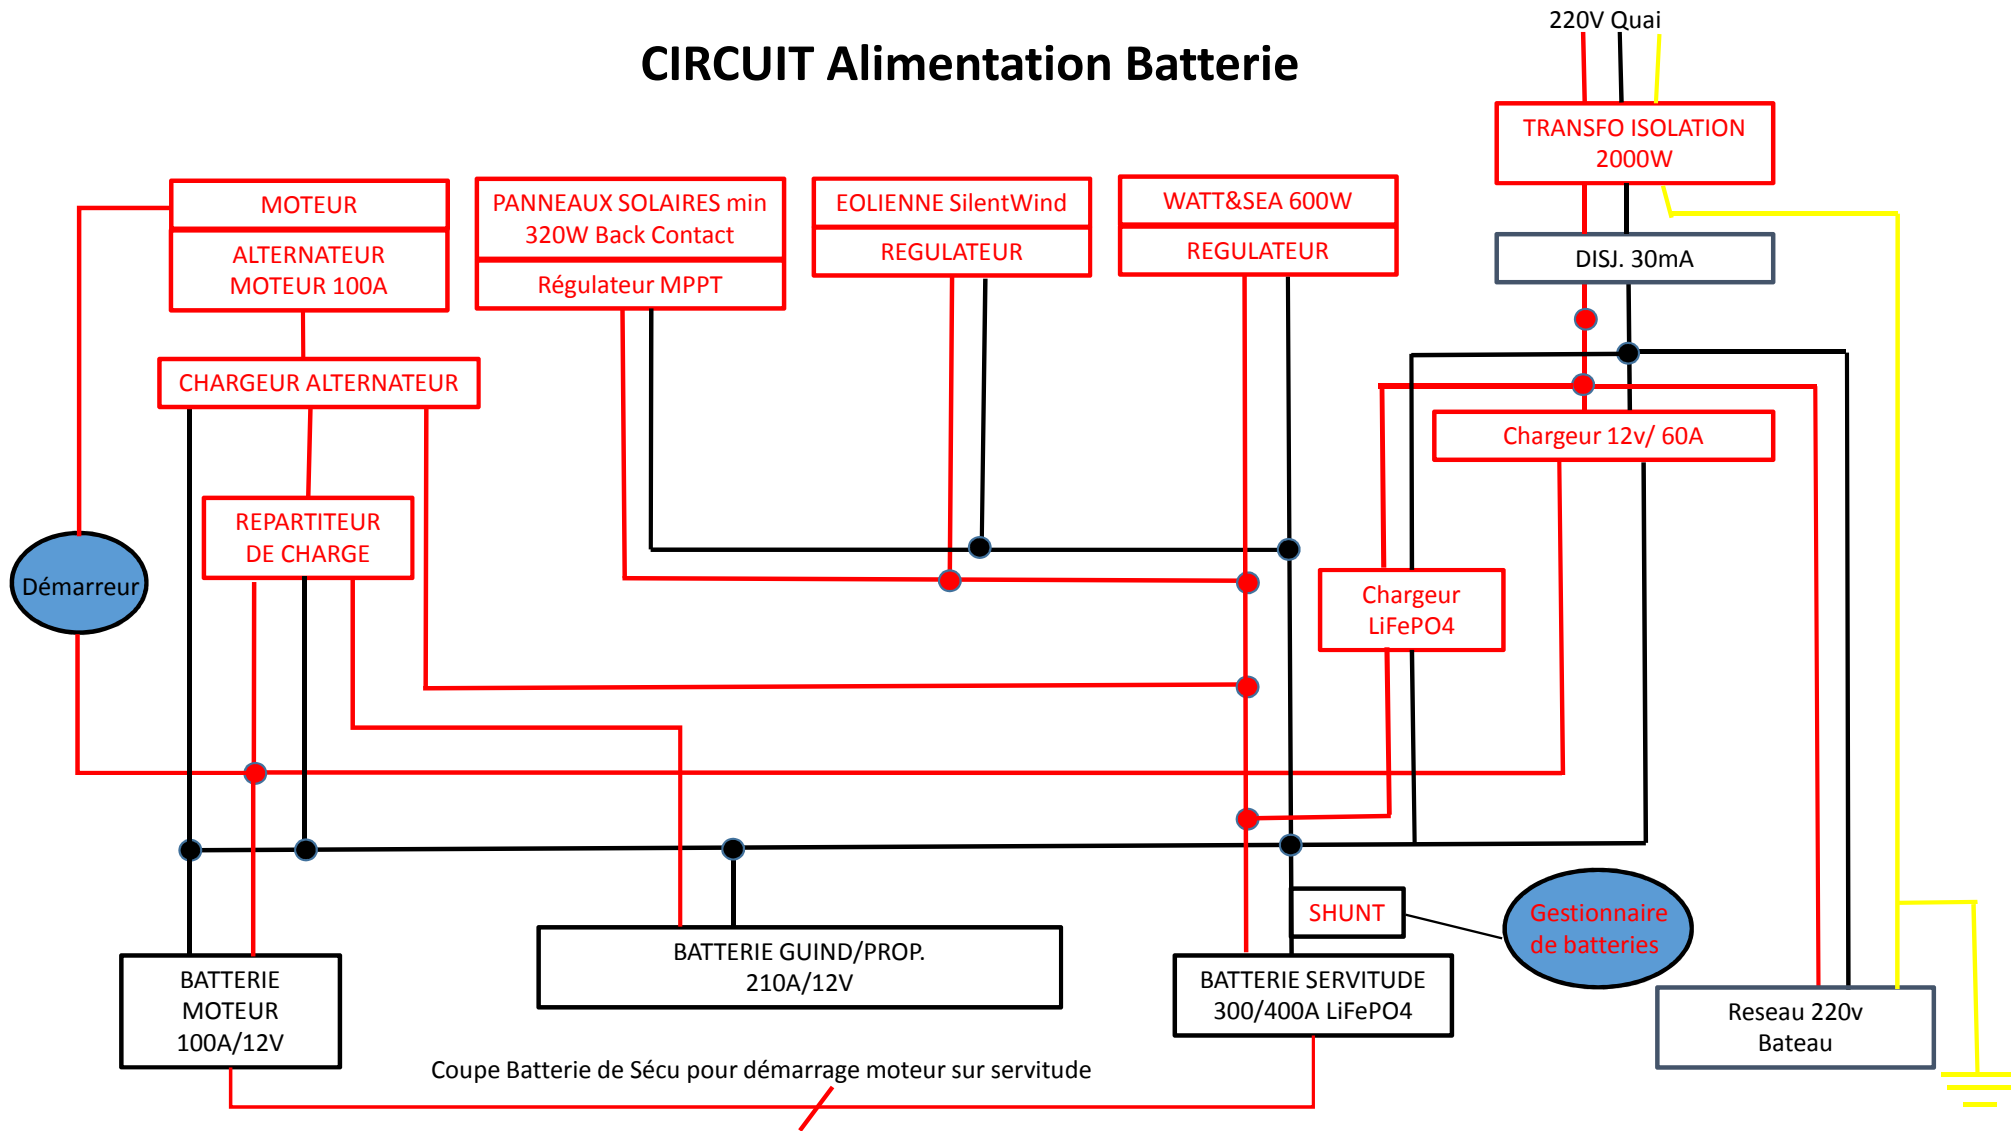 220V Quai
CIRCUIT Alimentation Batterie
TRANSFO ISOLATION
2000W
MOTEUR
ALTERNATEUR
MOTEUR 100A
PANNEAUX SOLAIRES min
320W Back Contact
Régulateur MPPT
EOLIENNE SilentWind
REGULATEUR
WATT&SEA 600W
REGULATEUR
DISJ. 30mA
CHARGEUR ALTERNATEUR
Chargeur 12v/ 60A
REPARTITEUR
DE CHARGE
Démarreur
Chargeur
LiFePO4
SHUNT
Gestionnaire
de batteries
BATTERIE GUIND/PROP.
210A/12V
BATTERIE
MOTEUR
100A/12V
BATTERIE SERVITUDE
300/400A LiFePO4
Reseau 220v
Bateau
Coupe Batterie de Sécu pour démarrage moteur sur servitude